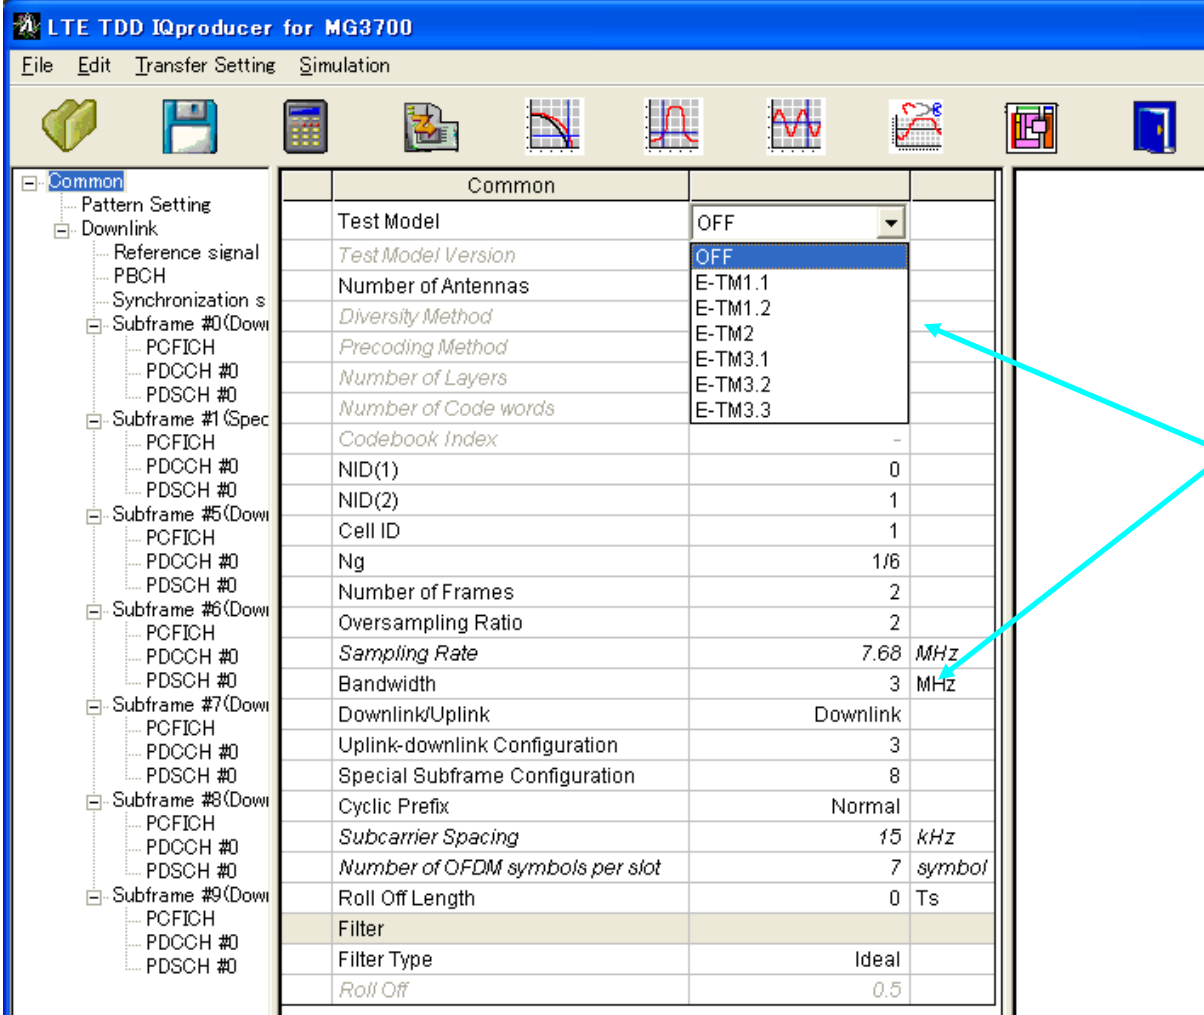 LTE TDD IQproducer for MG3700
File Edit Transfer Setting Simulation
Common
Pattern Setting
Downlink
Reference signal
PBCH
Synchronization s
Subframe #0(Down
PCFICH
PDCCH #0
PDSCH #0
Subframe #1(Spec
PCFICH
PDCCH #0
PDSCH #0
Subframe #5(Down
PCFICH
PDCCH #0
PDSCH #0
Subframe #6(Down
PCFICH
PDCCH #0
PDSCH #0
Subframe #7(Down
PCFICH
PDCCH #0
PDSCH #0
Subframe #8(Down
PCFICH
PDCCH #0
PDSCH #0
Subframe #9(Down
PCFICH
PDCCH #0
PDSCH #0
Common
Test Model OFF
Test Model Version
Number of Antennas
Diversity Method
Precoding Method
Number of Layers
Number of Code words
OFF
E-TM1.1
E-TM1.2
E-TM2
E-TM3.1
E-TM3.2
E-TM3.3
Codebook Index -
NID(1) 0
NID(2) 1
Cell ID 1
Ng 1/6
Number of Frames 2
Oversampling Ratio 2
Sampling Rate 7.68 MHz
Bandwidth 3 MHz
Downlink/Uplink Downlink
Uplink-downlink Configuration 3
Special Subframe Configuration 8
Cyclic Prefix Normal
Subcarrier Spacing 15 kHz
Number of OFDM symbols per slot 7 symbol
Roll Off Length 0 Ts
Filter
Filter Type Ideal
Roll Off 0.5